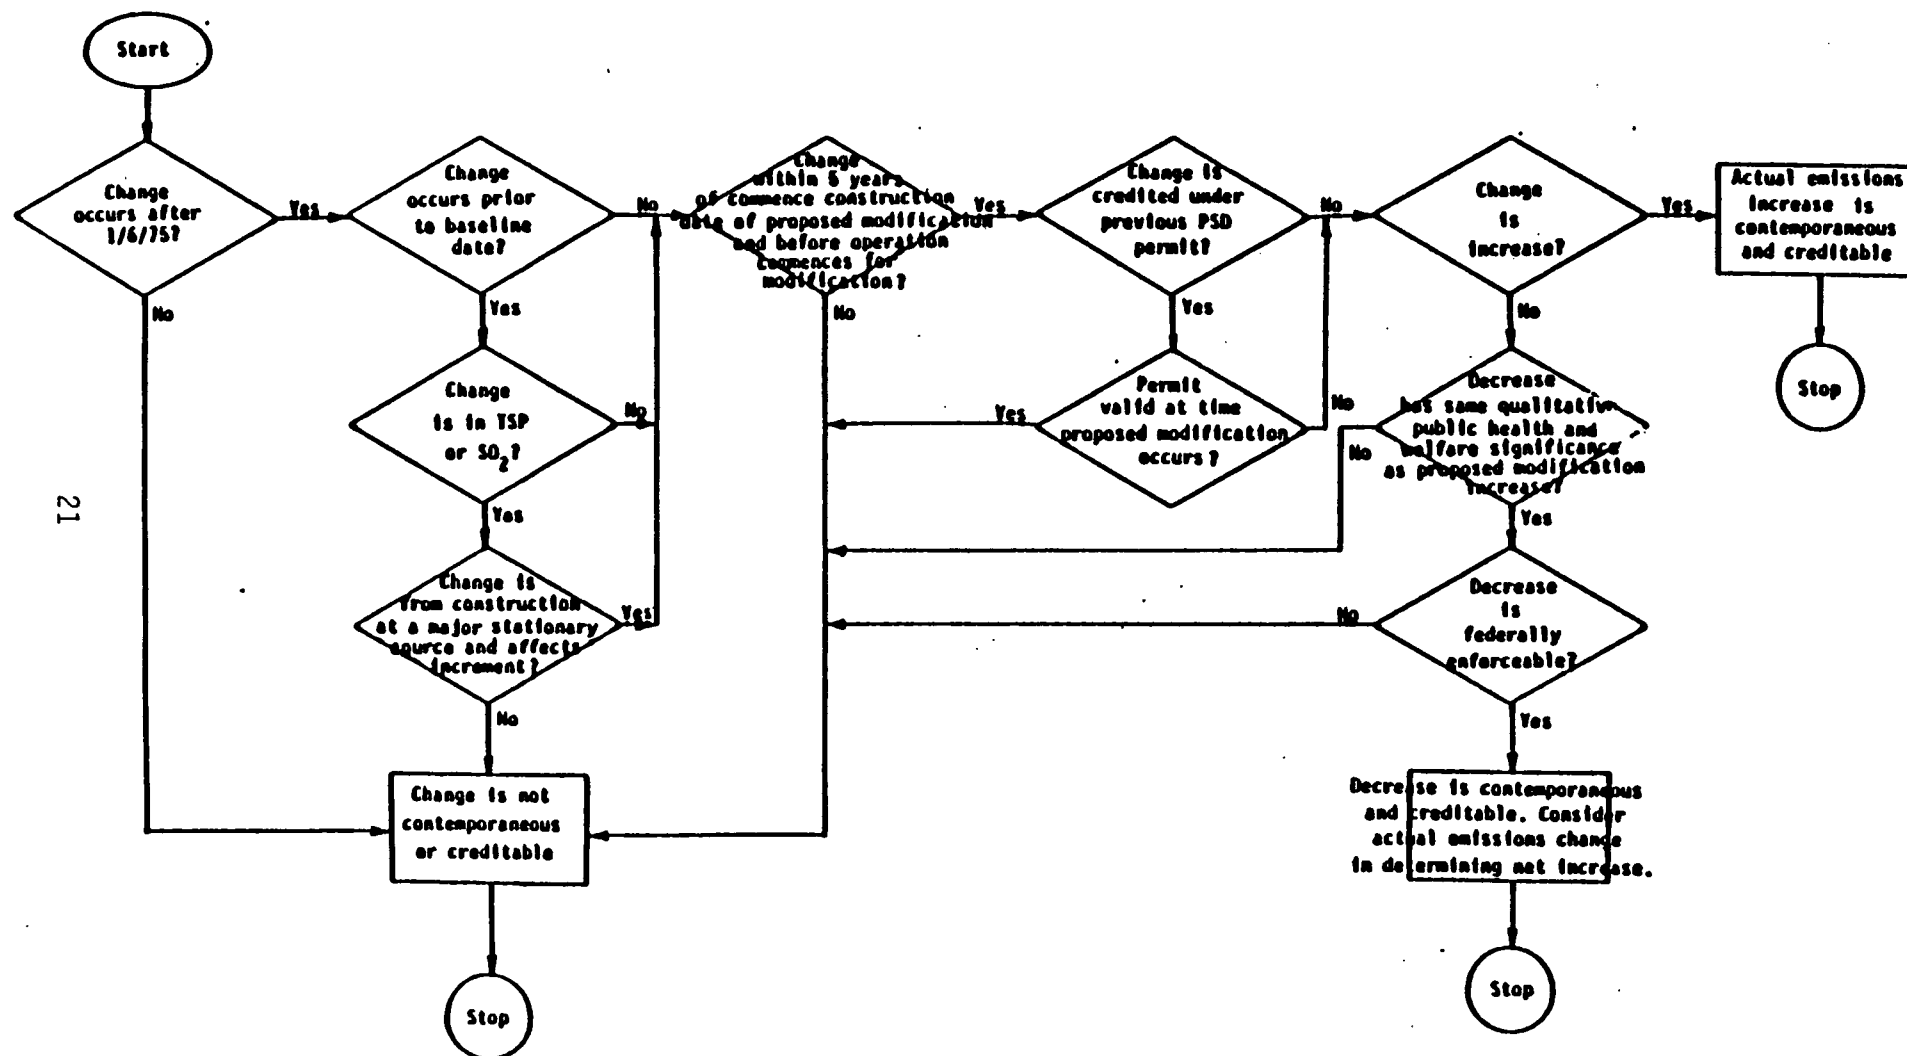 Start
Change
occurs after
1/6/75?
Yes
No
Change
occurs prior
to baseline
date?
No
Yes
Change
is in TSP
or SO2?
No
Yes
Change is
from construction
at a major stationary
source and affects
increment?
Yes
No
Change is not
contemporaneous
or creditable
Stop
Change
within 5 years
of commence construction
date of proposed modification
and before operation
commences for
modification?
Yes
No
Change is
credited under
previous PSD
permit?
No
Yes
Permit
valid at time
proposed modification
occurs?
Yes
No
Change
is
increase?
Yes
No
Actual emissions
increase is
contemporaneous
and creditable
Stop
Decrease
has same qualitative
public health and
welfare significance
as proposed modification
increase?
No
Yes
Decrease
is
federally
enforceable?
No
Yes
Decrease is contemporaneous
and creditable. Consider
actual emissions change
in determining net increase.
Stop
21